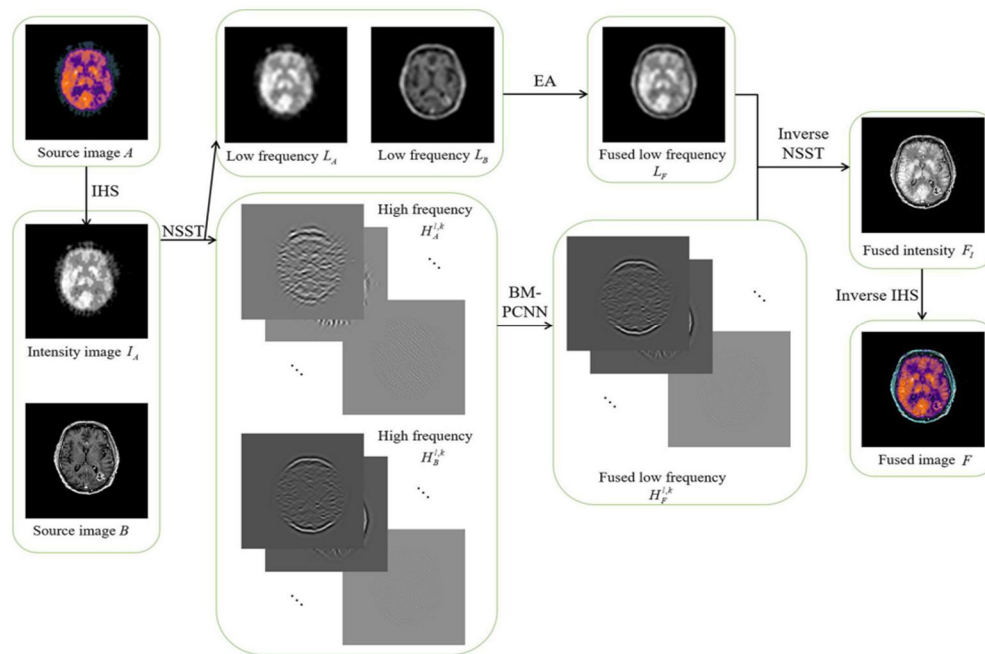 Source image A
IHS
Intensity image I_A
Source image B
NSST
Low frequency L_A
Low frequency L_B
High frequency
H_A^{l,k}
High frequency
H_B^{l,k}
EA
BM-
PCNN
Fused low frequency
L_F
Fused low frequency
H_F^{l,k}
Inverse
NSST
Fused intensity F_I
Inverse IHS
Fused image F